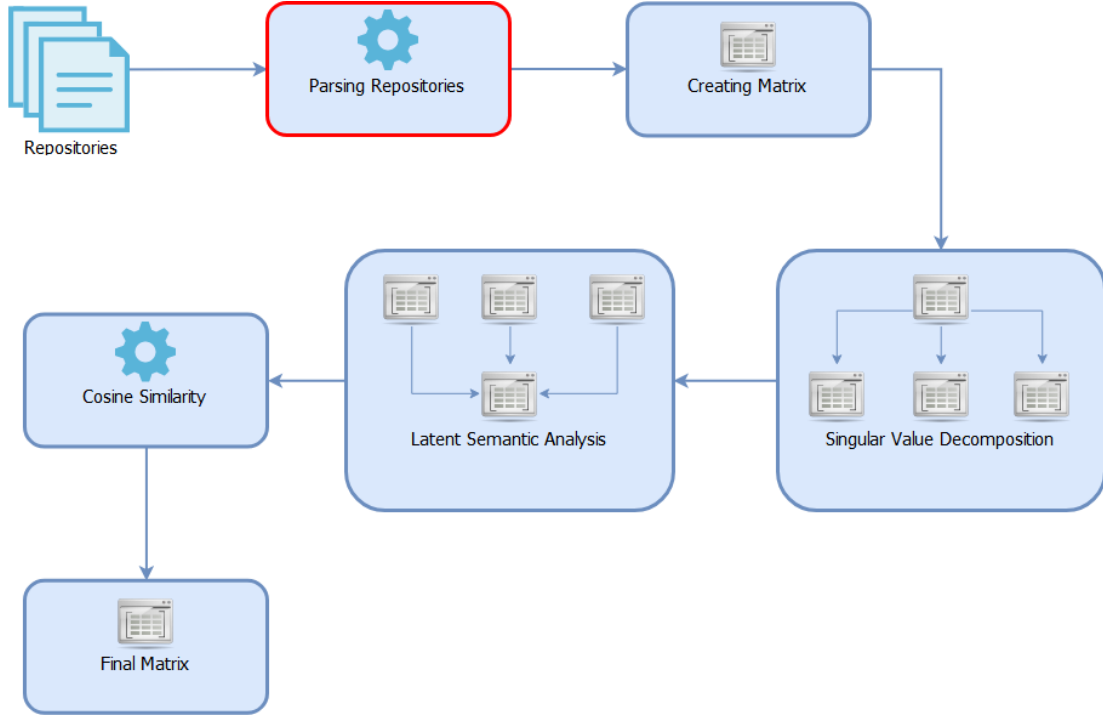 Repositories
Parsing Repositories
Creating Matrix
Cosine Similarity
Latent Semantic Analysis
Singular Value Decomposition
Final Matrix